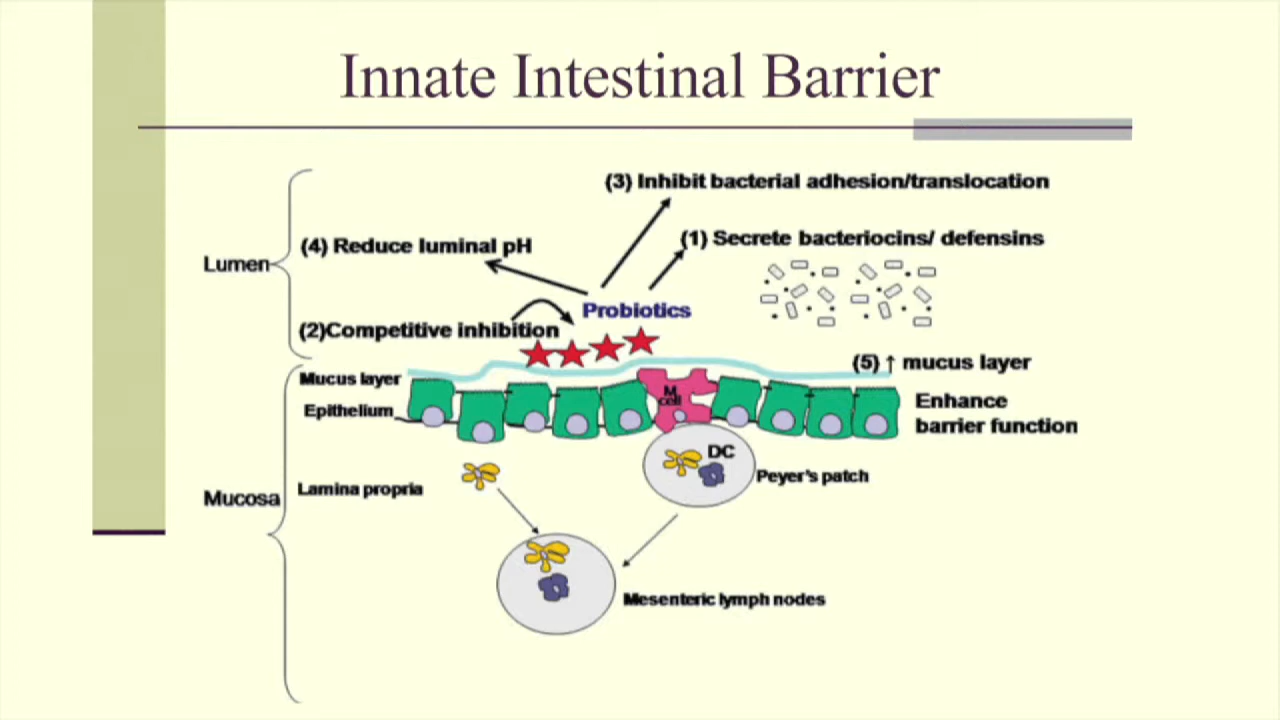 Innate Intestinal Barrier
(3) Inhibit bacterial adhesion/translocation
(4) Reduce luminal pH
(1) Secrete bacteriocins/ defensins
Lumen
Probiotics
(2)Competitive inhibition
(5) ↑ mucus layer
Mucus layer
M
cell
Epithelium
Enhance
barrier function
DC
Peyer's patch
Lamina propria
Mucosa
Mesenteric lymph nodes